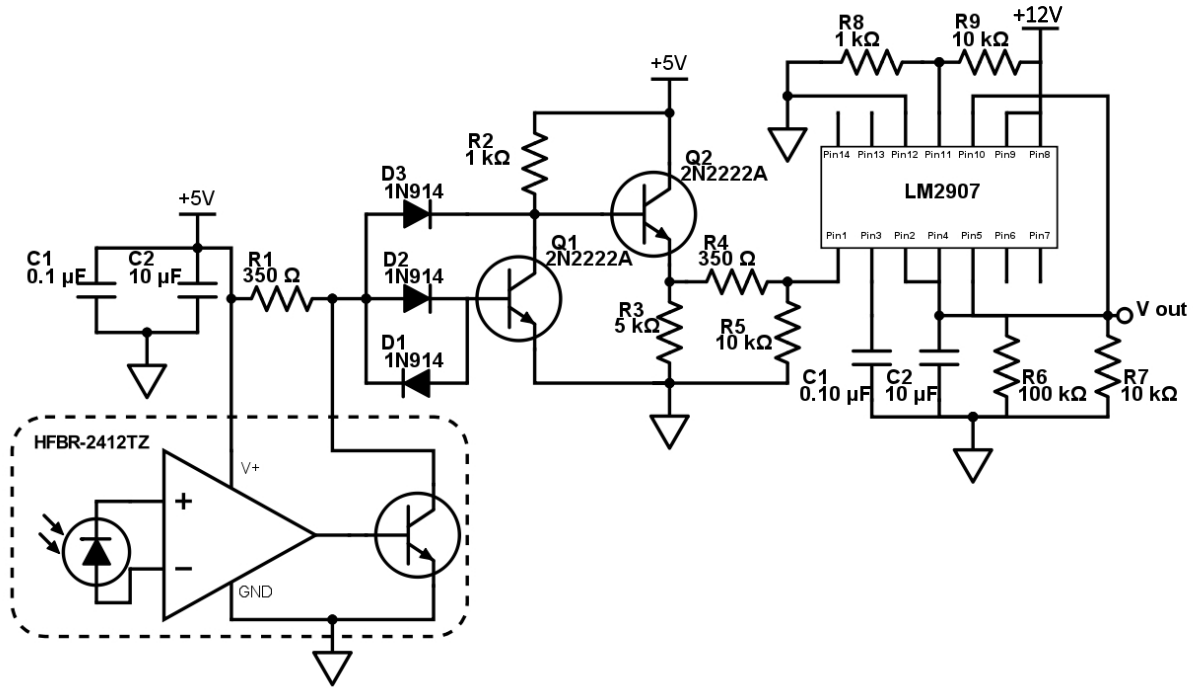 +12V
R8
1 kΩ
R9
10 kΩ
+5V
R2
1 kΩ
Q2
2N2222A
Pin14 Pin13 Pin12 Pin11 Pin10 Pin9 Pin8
LM2907
Pin1 Pin3 Pin2 Pin4 Pin5 Pin6 Pin7
D3
1N914
+5V
Q1
2N2222A
C1
0.1 µF
C2
10 µF
R1
350 Ω
D2
1N914
R4
350 Ω
R3
5 kΩ
R5
10 kΩ
V out
D1
1N914
C1
0.10 µF
C2
10 µF
R6
100 kΩ
R7
10 kΩ
HFBR-2412TZ
V+
+
−
GND